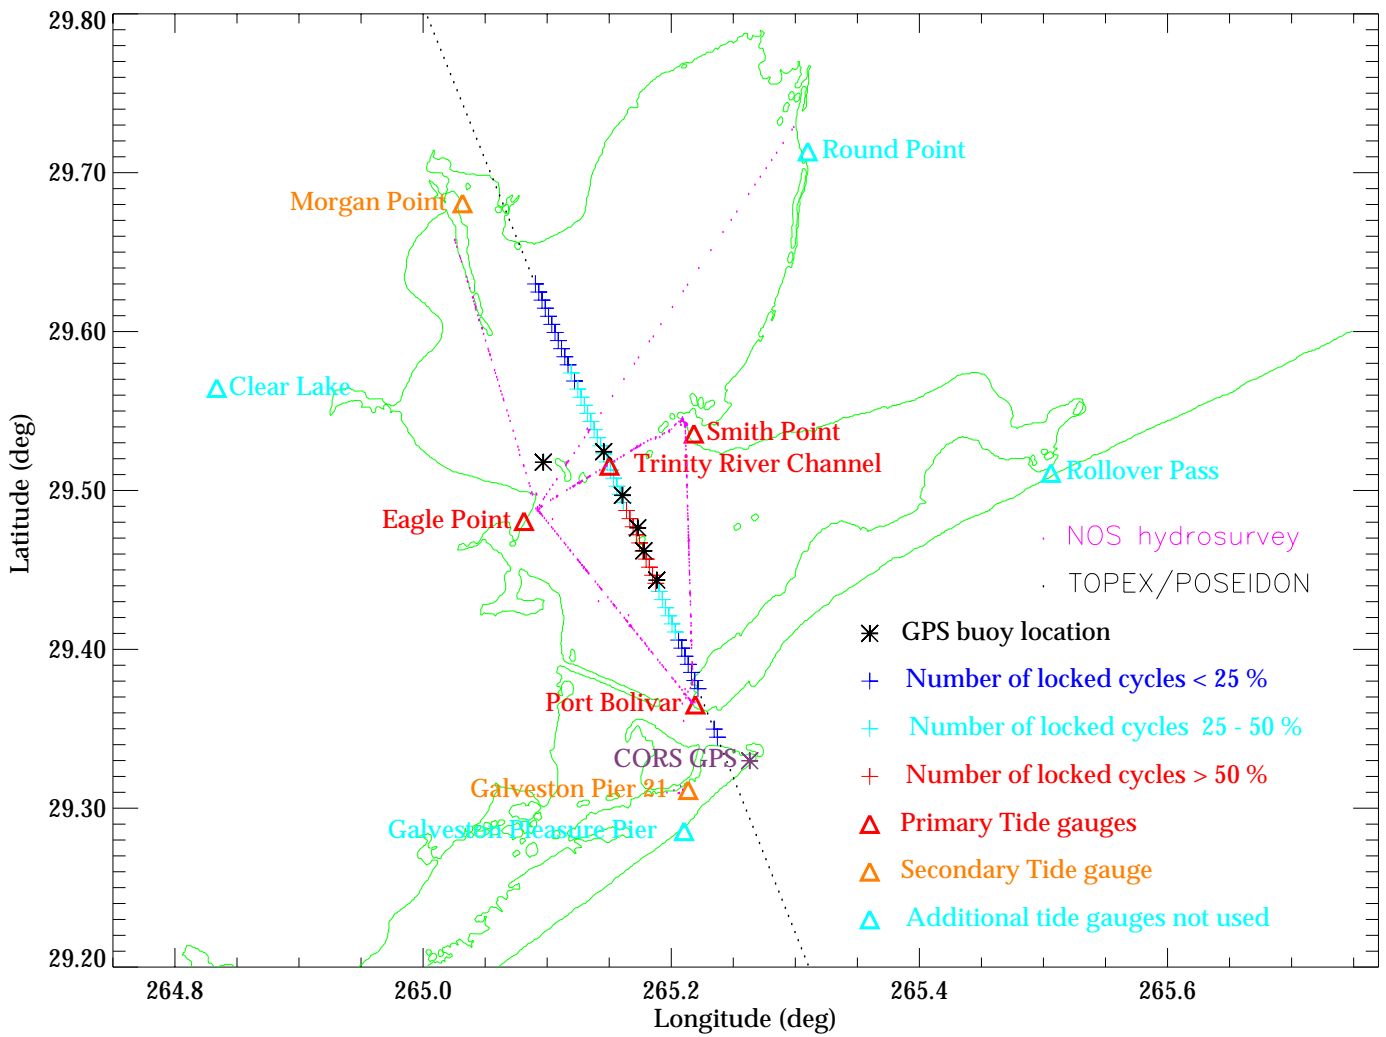 29.80
29.70
29.60
29.50
29.40
29.30
29.20
Latitude (deg)
264.8
265.0
265.2
265.4
265.6
Longitude (deg)
Round Point
Morgan Point
Clear Lake
Smith Point
Trinity River Channel
Rollover Pass
Eagle Point
Port Bolivar
CORS GPS
Galveston Pier 21
Galveston Pleasure Pier
NOS hydrosurvey
TOPEX/POSEIDON
GPS buoy location
Number of locked cycles < 25 %
Number of locked cycles 25 - 50 %
Number of locked cycles > 50 %
Primary Tide gauges
Secondary Tide gauge
Additional tide gauges not used